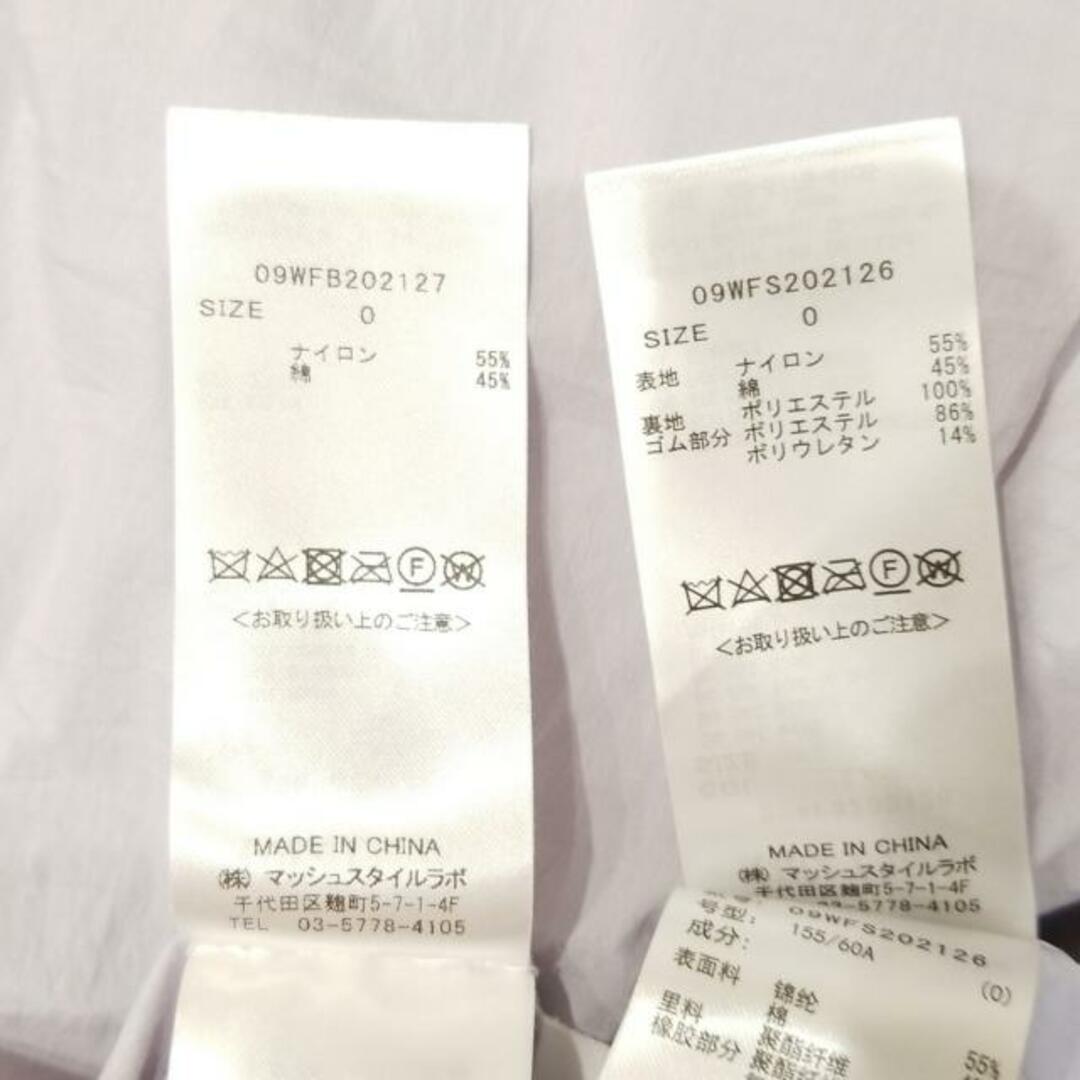 09WFB202127
SIZE 0
ナイロン 55%
綿 45%
F W
<お取り扱い上のご注意>
MADE IN CHINA
(株) マッシュスタイルラボ
千代田区麹町5-7-1-4F
TEL 03-5778-4105
09WFS202126
SIZE 0
表地 ナイロン 55%
綿 45%
裏地 ポリエステル 100%
ゴム部分 ポリエステル 86%
ポリウレタン 14%
F W
<お取り扱い上のご注意>
MADE IN CHINA
(株) マッシュスタイルラボ
千代田区麹町5-7-1-4F
03-5778-4105
09WFS202126
号型: 155/60A (0)
成分:
表面料 锦纶 55%
棉
里料 聚酯纤维
橡胶部分 聚酯纤维